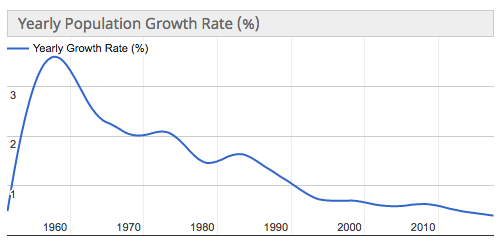 Yearly Population Growth Rate (%)
Yearly Growth Rate (%)
3
2
1
1960 1970 1980 1990 2000 2010